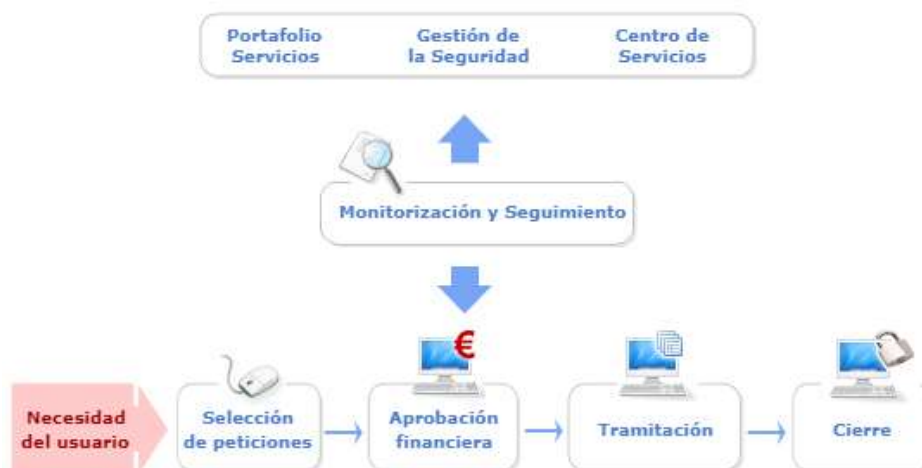 Portafolio
Servicios
Gestión de
la Seguridad
Centro de
Servicios
Monitorización y Seguimiento
€
Necesidad
del usuario
Selección
de peticiones
Aprobación
financiera
Tramitación
Cierre